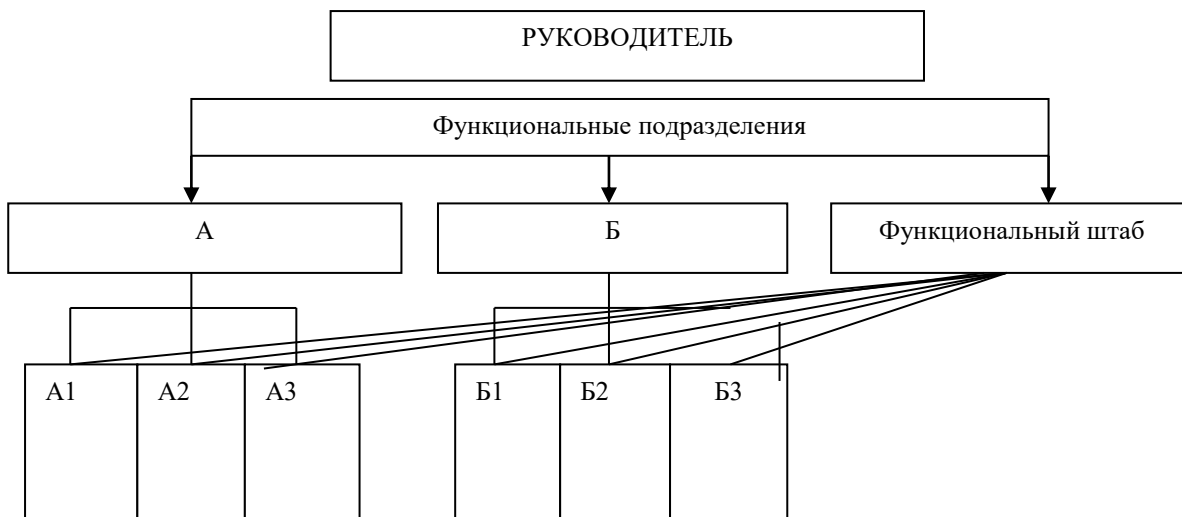 РУКОВОДИТЕЛЬ
Функциональные подразделения
А
Б
Функциональный штаб
А1
А2
А3
Б1
Б2
Б3